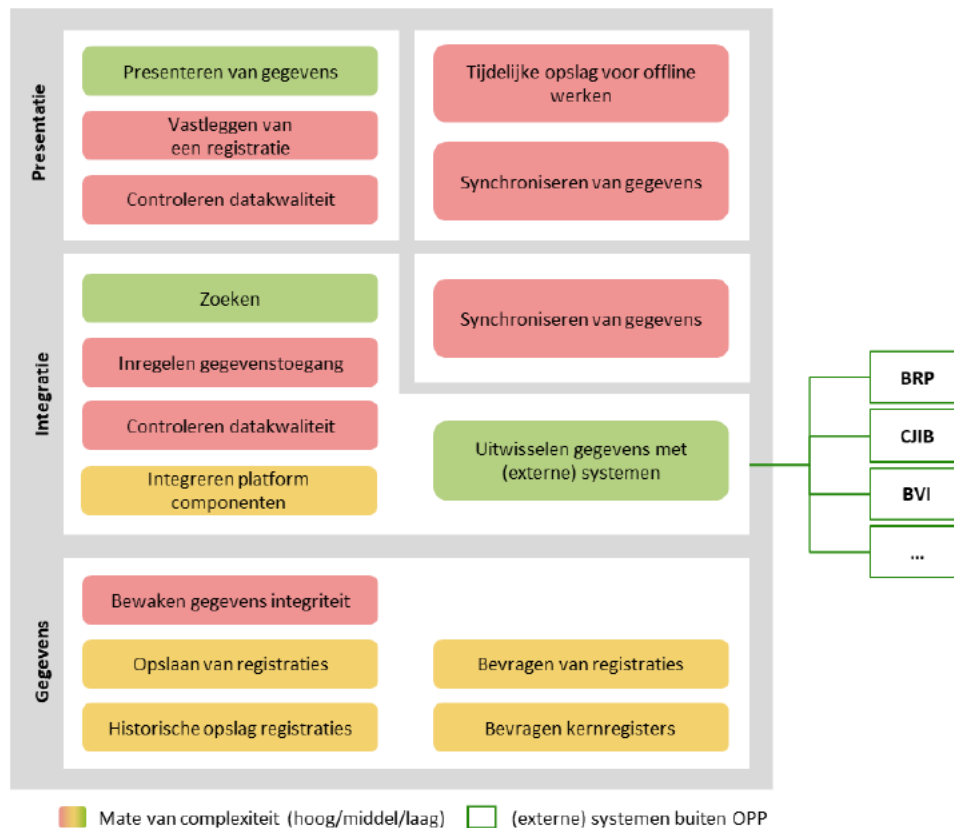 Presentatie
Presenteren van gegevens
Vastleggen van
een registratie
Controleren datakwaliteit
Tijdelijke opslag voor offline
werken
Synchroniseren van gegevens
Integratie
Zoeken
Inregelen gegevenstoegang
Controleren datakwaliteit
Integreren platform
componenten
Synchroniseren van gegevens
Uitwisselen gegevens met
(externe) systemen
BRP
CJIB
BVI
...
Gegevens
Bewaken gegevens integriteit
Opslaan van registraties
Historische opslag registraties
Bevragen van registraties
Bevragen kernregisters
Mate van complexiteit (hoog/middel/laag)
(externe) systemen buiten OPP